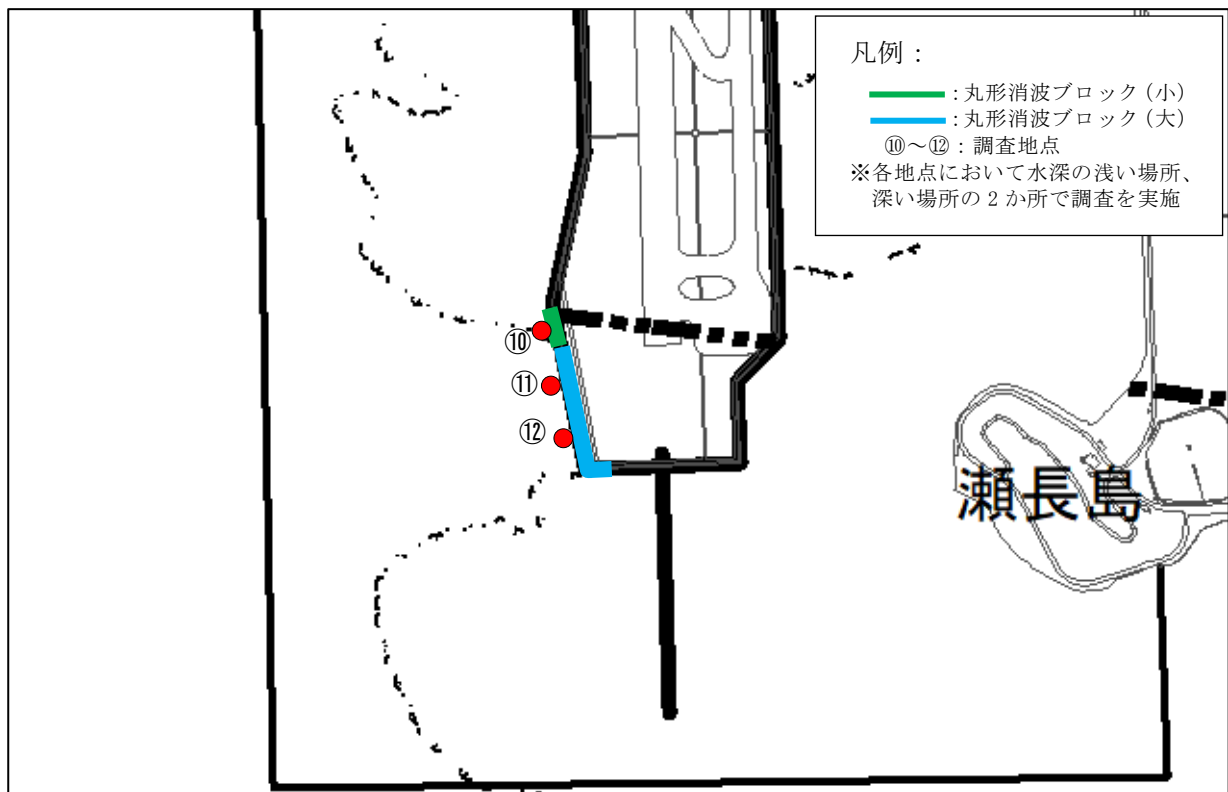 凡例：
：丸形消波ブロック(小)
：丸形消波ブロック(大)
⑩～⑫：調査地点
※各地点において水深の浅い場所、
深い場所の2か所で調査を実施
⑩
⑪
⑫
瀬長島